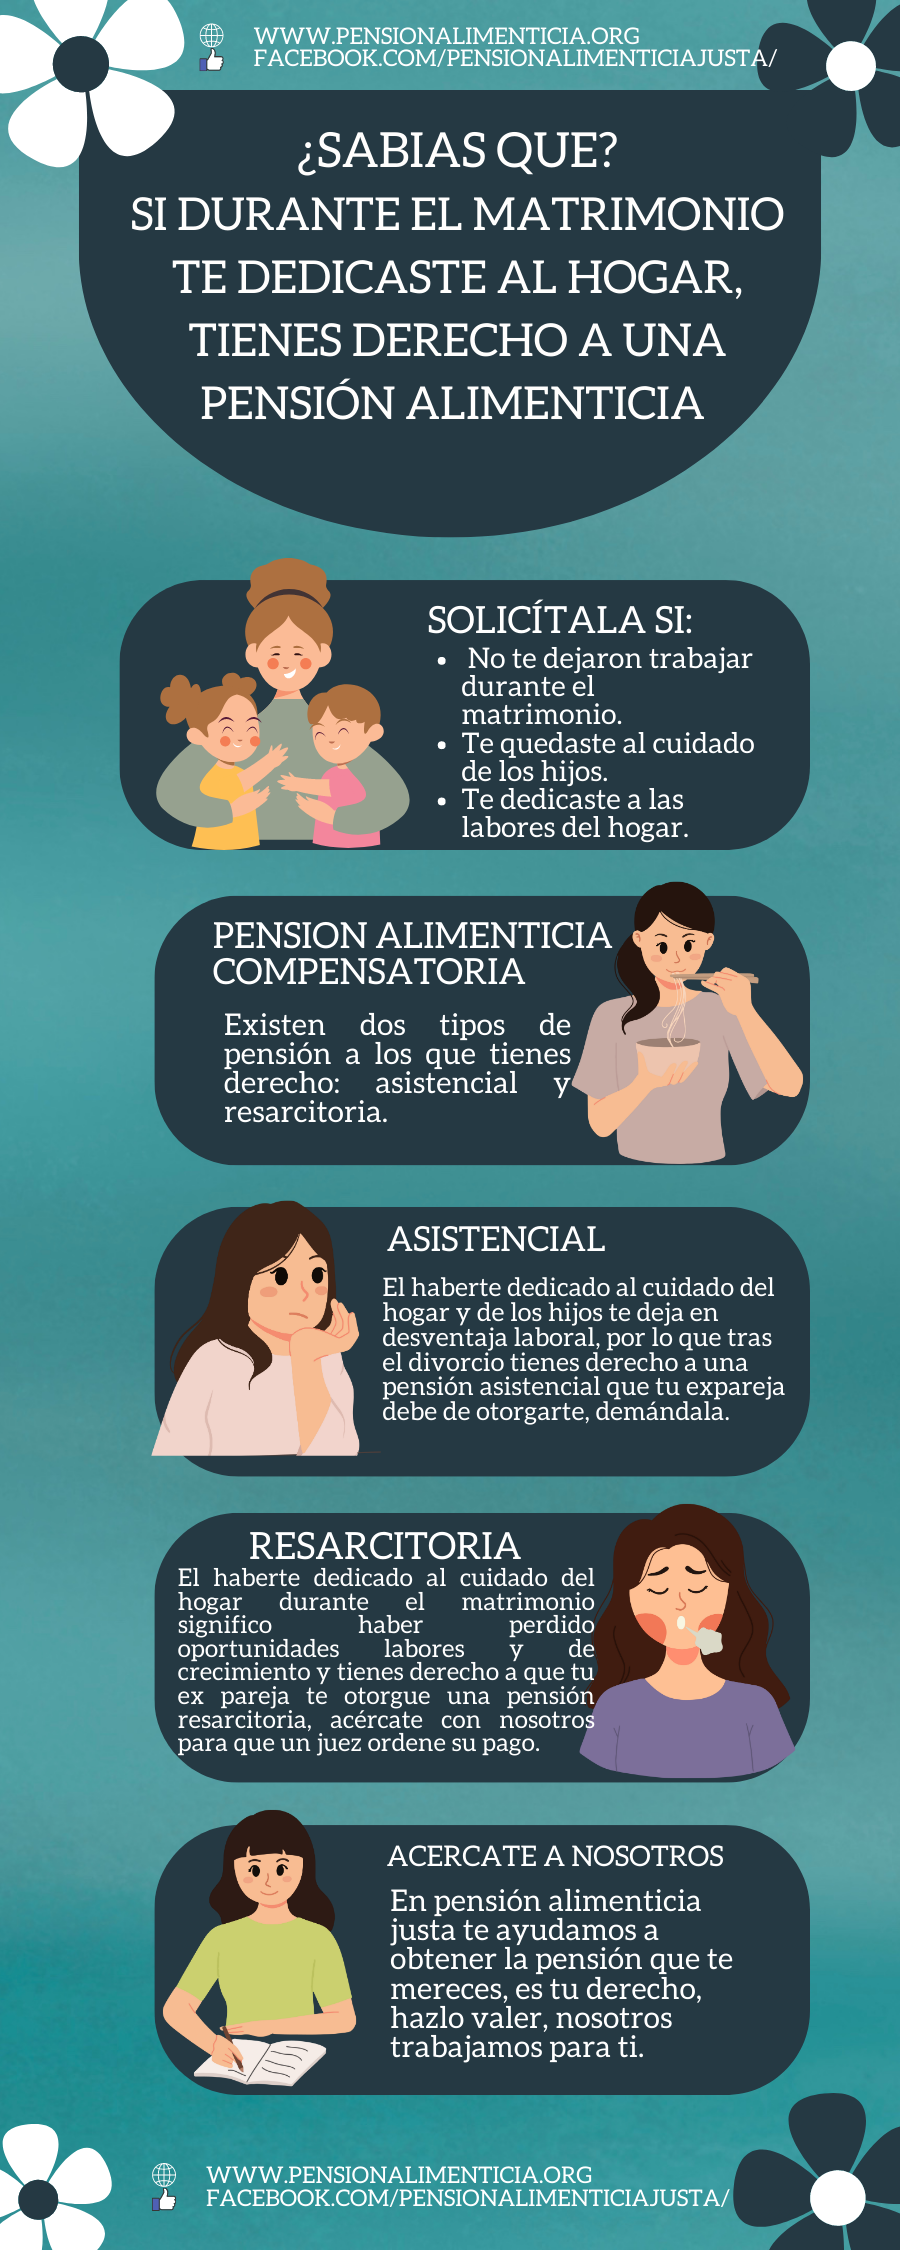 WWW.PENSIONALIMENTICIA.ORG
FACEBOOK.COM/PENSIONALIMENTICIAJUSTA/
¿SABIAS QUE?
SI DURANTE EL MATRIMONIO
TE DEDICASTE AL HOGAR,
TIENES DERECHO A UNA
PENSIÓN ALIMENTICIA
SOLICÍTALA SI:
• No te dejaron trabajar
durante el
matrimonio.
• Te quedaste al cuidado
de los hijos.
• Te dedicaste a las
labores del hogar.
PENSION ALIMENTICIA
COMPENSATORIA
Existen dos tipos de
pensión a los que tienes
derecho: asistencial y
resarcitoria.
ASISTENCIAL
El haberte dedicado al cuidado del
hogar y de los hijos te deja en
desventaja laboral, por lo que tras
el divorcio tienes derecho a una
pensión asistencial que tu expareja
debe de otorgarte, demándala.
RESARCITORIA
El haberte dedicado al cuidado del
hogar durante el matrimonio
significo haber perdido
oportunidades labores y de
crecimiento y tienes derecho a que tu
ex pareja te otorgue una pensión
resarcitoria, acércate con nosotros
para que un juez ordene su pago.
ACERCATE A NOSOTROS
En pensión alimenticia
justa te ayudamos a
obtener la pensión que te
mereces, es tu derecho,
hazlo valer, nosotros
trabajamos para ti.
WWW.PENSIONALIMENTICIA.ORG
FACEBOOK.COM/PENSIONALIMENTICIAJUSTA/